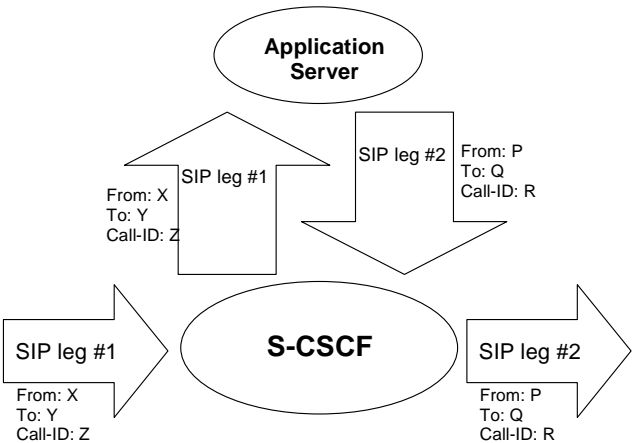 Application
Server
SIP leg #1
From: X
To: Y
Call-ID: Z
SIP leg #2
From: P
To: Q
Call-ID: R
SIP leg #1
From: X
To: Y
Call-ID: Z
S-CSCF
SIP leg #2
From: P
To: Q
Call-ID: R